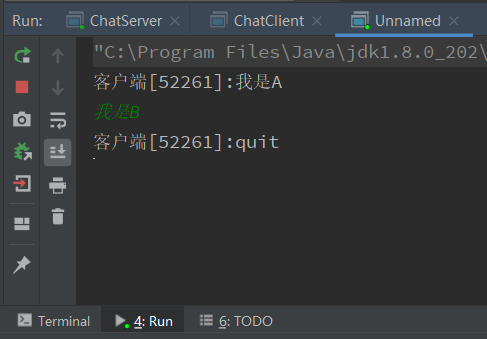 Run: ChatServer × ChatClient × Unnamed ×
"C:\Program Files\Java\jdk1.8.0_202\
客户端[52261]:我是A
我是B
客户端[52261]:quit
Terminal 4: Run 6: TODO